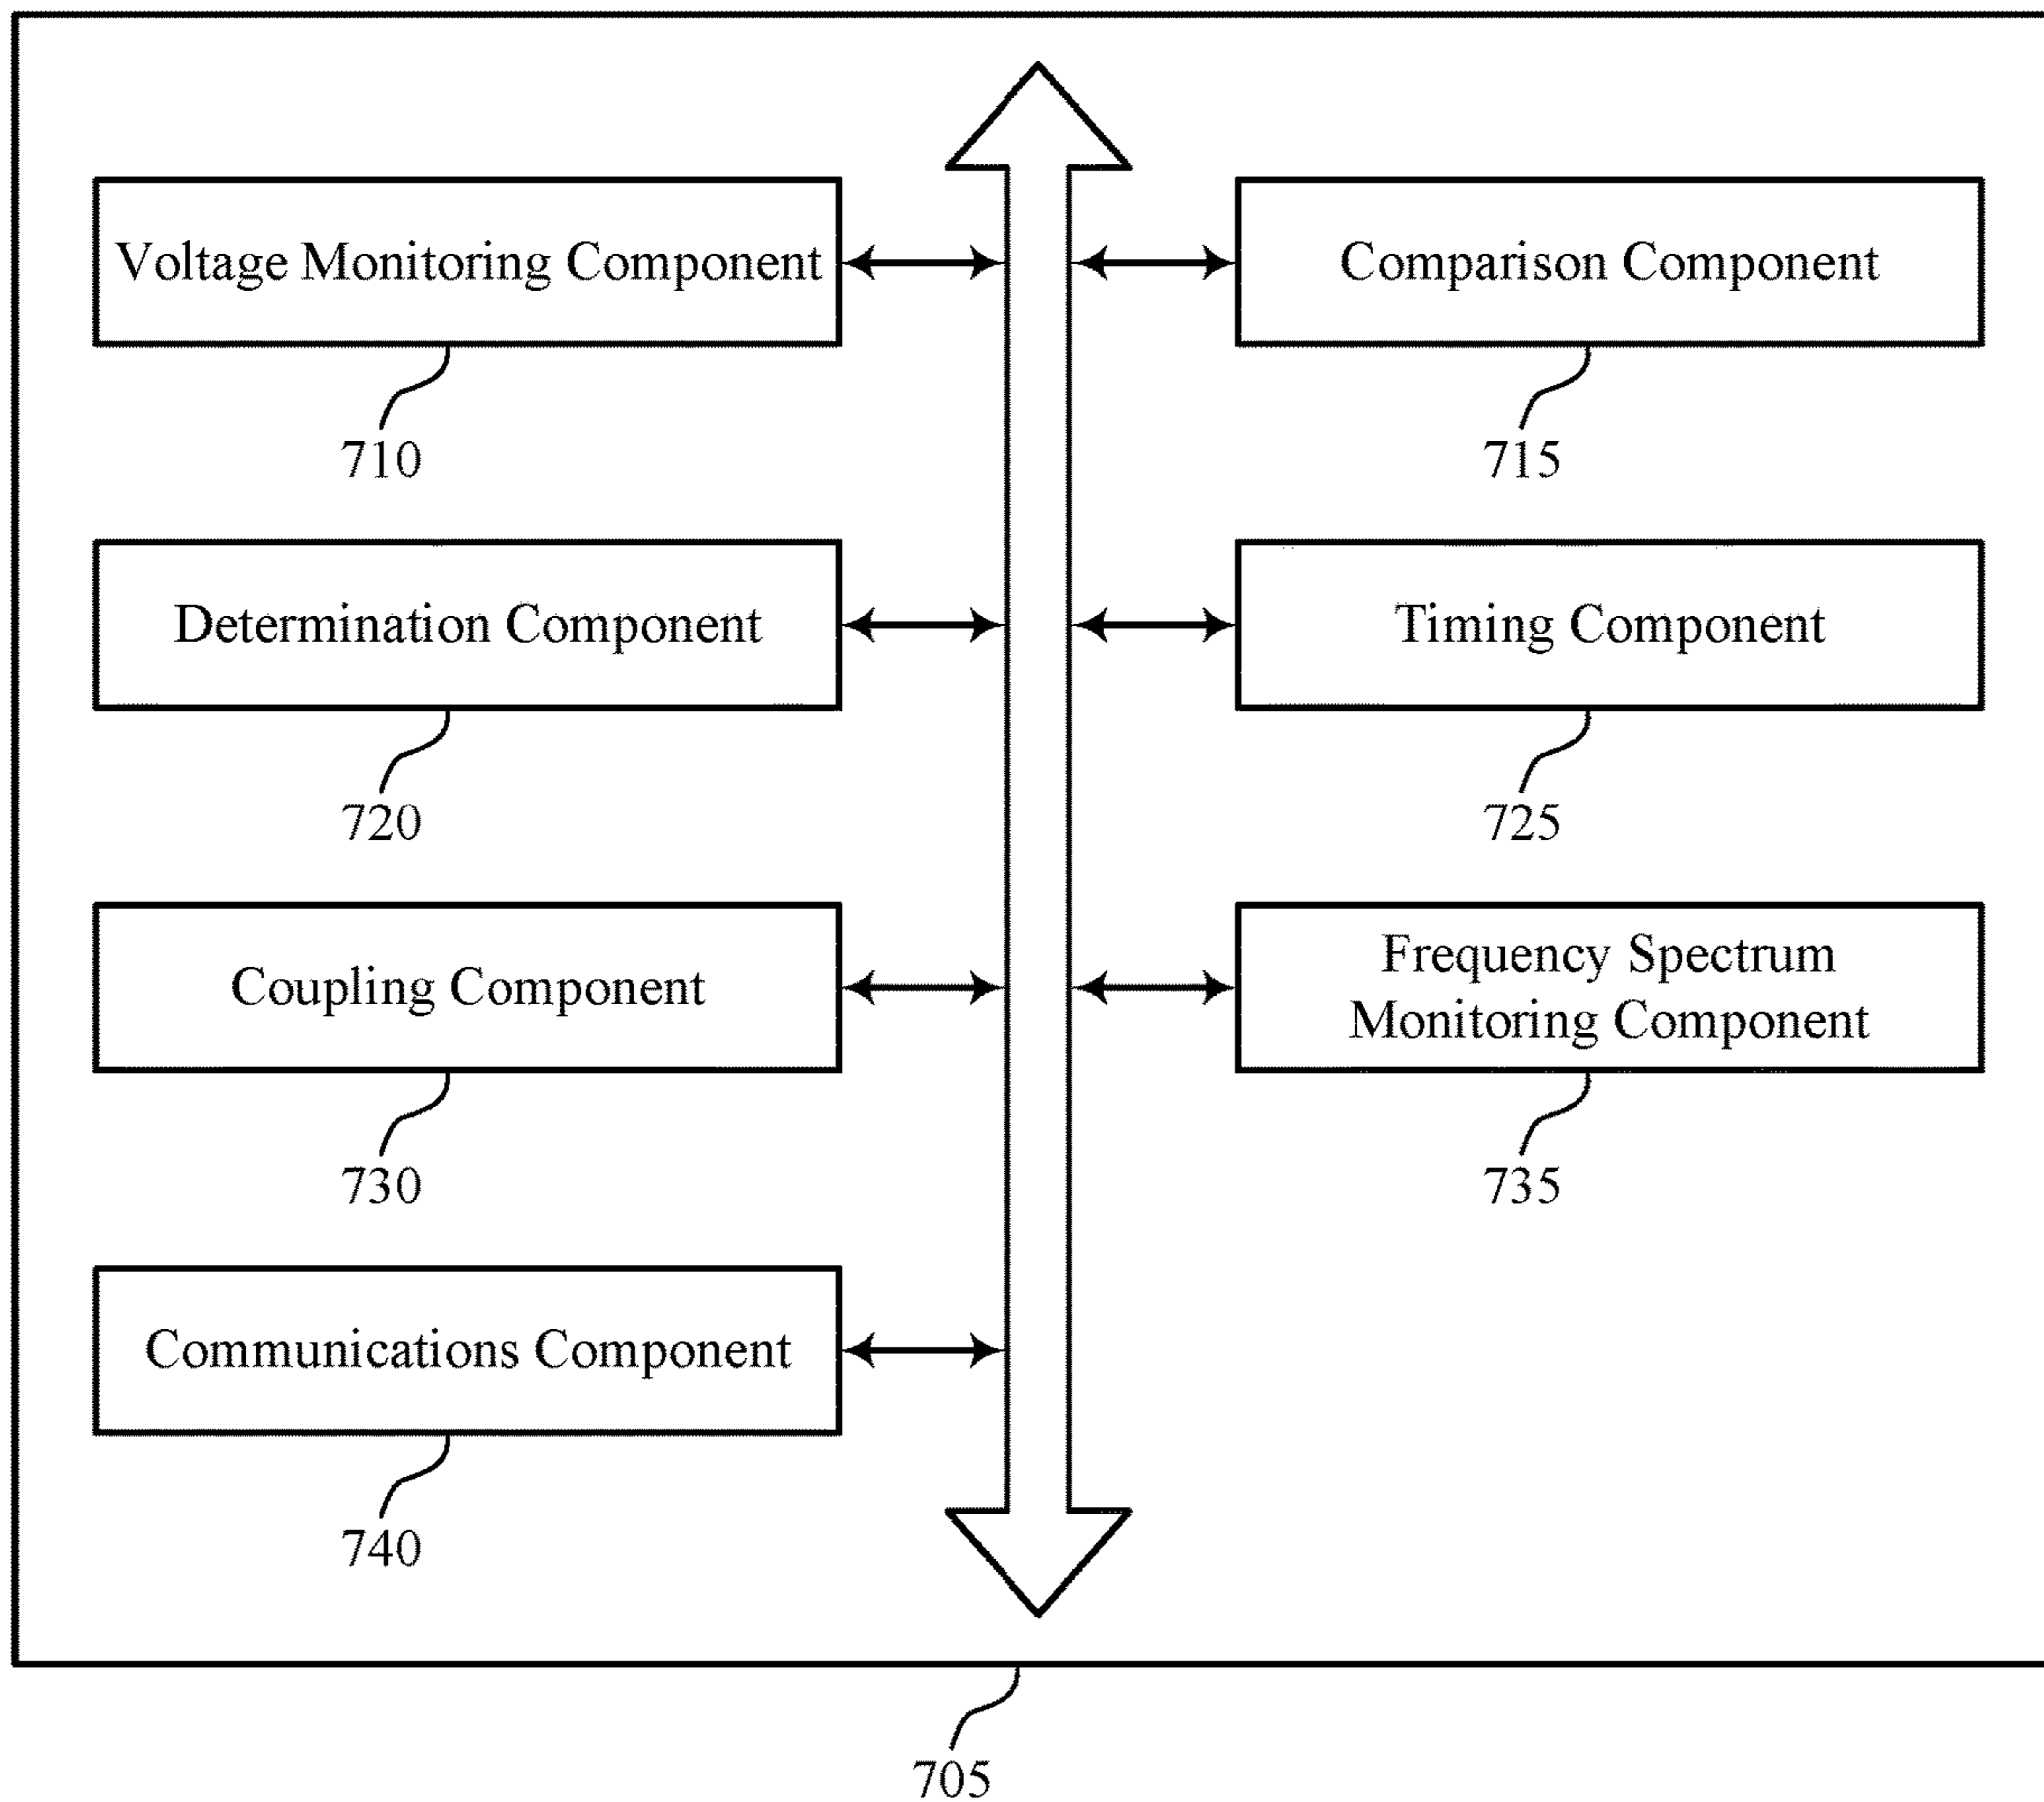 Voltage Monitoring Component
710
Comparison Component
715
Determination Component
720
Timing Component
725
Coupling Component
730
Frequency Spectrum
Monitoring Component
735
Communications Component
740
705